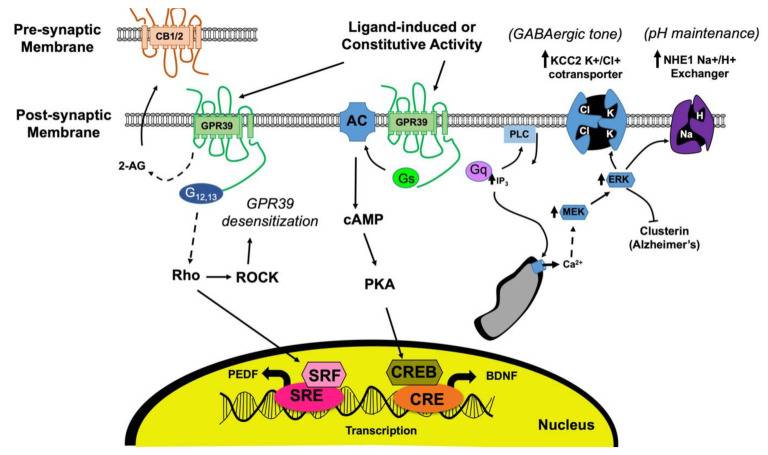 Pre-synaptic
Membrane
CB1/2
Ligand-induced or
Constitutive Activity
(GABAergic tone)
KCC2 K+/Cl+
cotransporter
(pH maintenance)
NHE1 Na+/H+
Exchanger
Post-synaptic
Membrane
GPR39
AC
GPR39
PLC
Cl
K
Cl
K
H
Na
2-AG
G12,13
GPR39
desensitization
Gs
Gq
IP3
ERK
MEK
Clusterin
(Alzheimer's)
cAMP
Ca2+
Rho
ROCK
PKA
PEDF
SRF
SRE
CREB
CRE
BDNF
Transcription
Nucleus